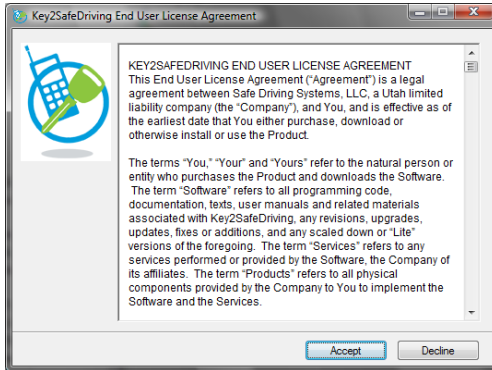 Key2SafeDriving End User License Agreement
KEY2SAFEDRIVING END USER LICENSE AGREEMENT
This End User License Agreement (“Agreement”) is a legal
agreement between Safe Driving Systems, LLC, a Utah limited
liability company (the “Company”), and You, and is effective as of
the earliest date that You either purchase, download or
otherwise install or use the Product.
The terms “You,” “Your” and “Yours” refer to the natural person or
entity who purchases the Product and downloads the Software.
The term “Software” refers to all programming code,
documentation, texts, user manuals and related materials
associated with Key2SafeDriving, any revisions, upgrades,
updates, fixes or additions, and any scaled down or “Lite”
versions of the foregoing.  The term “Services” refers to any
services performed or provided by the Software, the Company of
its affiliates.  The term “Products” refers to all physical
components provided by the Company to You to implement the
Software and the Services.
Accept Decline